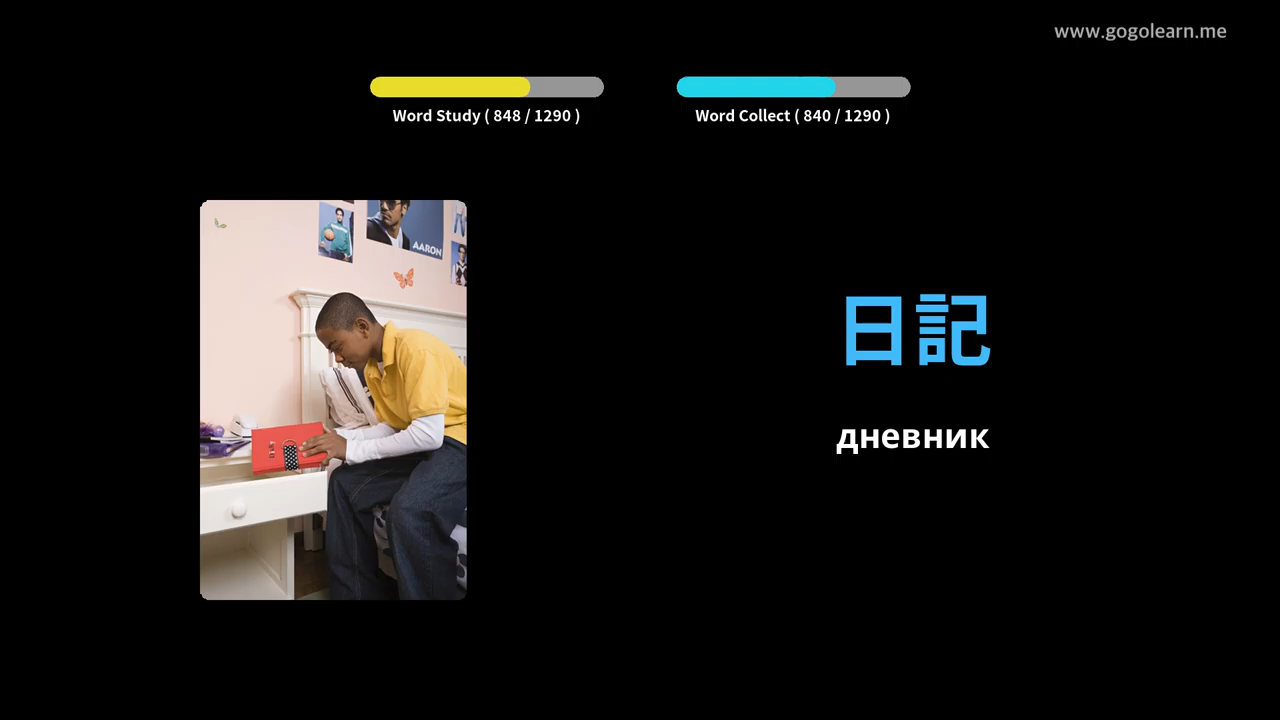 www.gogolearn.me
Word Study ( 848 / 1290 )
Word Collect ( 840 / 1290 )
AARON
日記
дневник